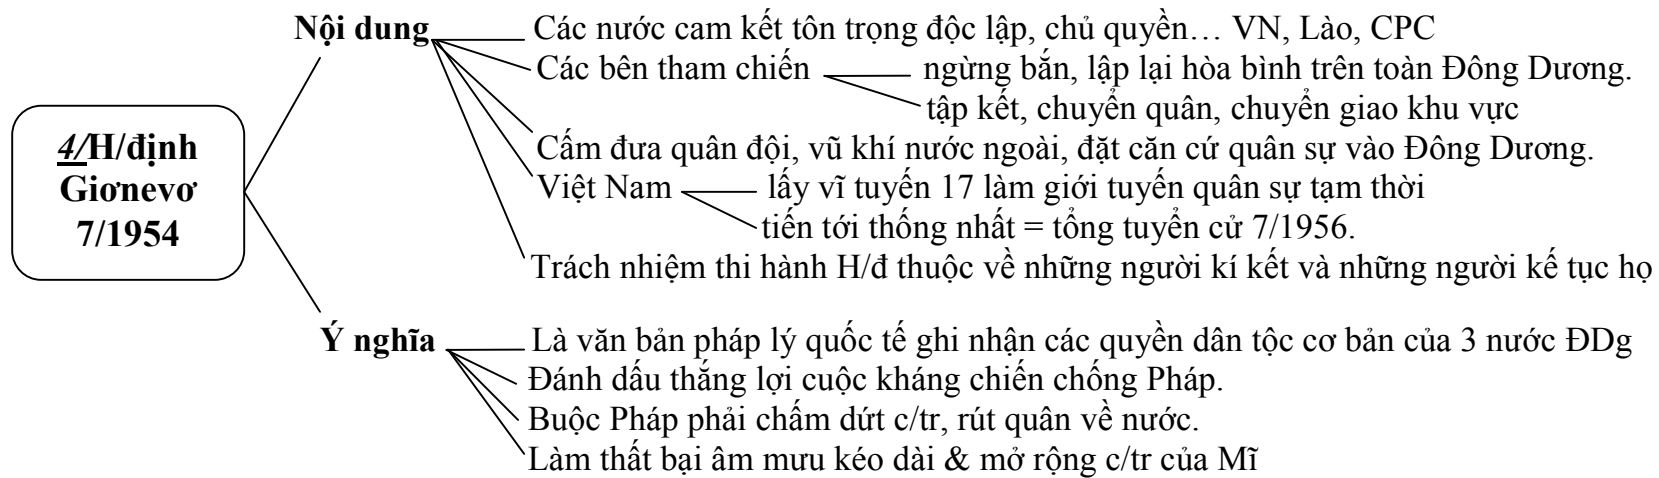 Nội dung
Các nước cam kết tôn trọng độc lập, chủ quyền… VN, Lào, CPC
Các bên tham chiến
ngừng bắn, lập lại hòa bình trên toàn Đông Dương.
tập kết, chuyển quân, chuyển giao khu vực
Cấm đưa quân đội, vũ khí nước ngoài, đặt căn cứ quân sự vào Đông Dương.
Việt Nam
lấy vĩ tuyến 17 làm giới tuyến quân sự tạm thời
tiến tới thống nhất = tổng tuyển cử 7/1956.
Trách nhiệm thi hành H/đ thuộc về những người kí kết và những người kế tục họ
4/H/định
Giơnevơ
7/1954
Ý nghĩa
Là văn bản pháp lý quốc tế ghi nhận các quyền dân tộc cơ bản của 3 nước ĐDg
Đánh dấu thắng lợi cuộc kháng chiến chống Pháp.
Buộc Pháp phải chấm dứt c/tr, rút quân về nước.
Làm thất bại âm mưu kéo dài & mở rộng c/tr của Mĩ